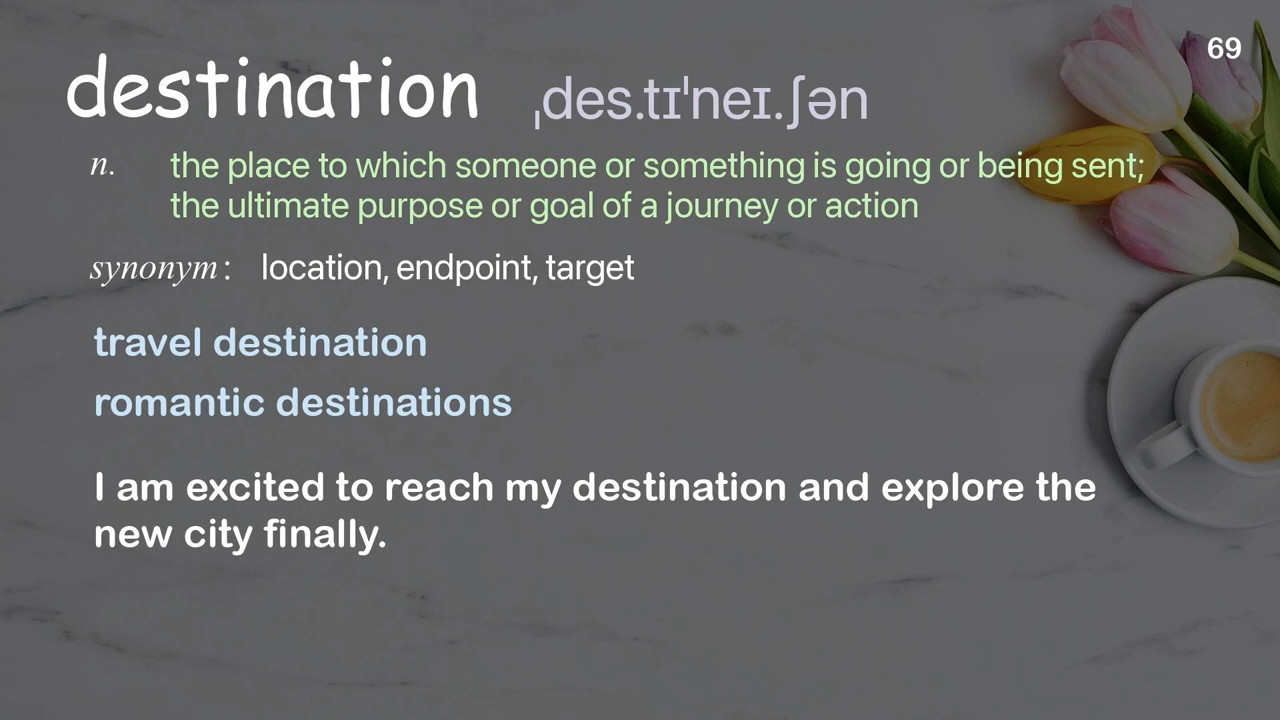 69
destination ˌdes.tɪˈneɪ.ʃən
n. the place to which someone or something is going or being sent;
the ultimate purpose or goal of a journey or action
synonym: location, endpoint, target
travel destination
romantic destinations
I am excited to reach my destination and explore the
new city finally.